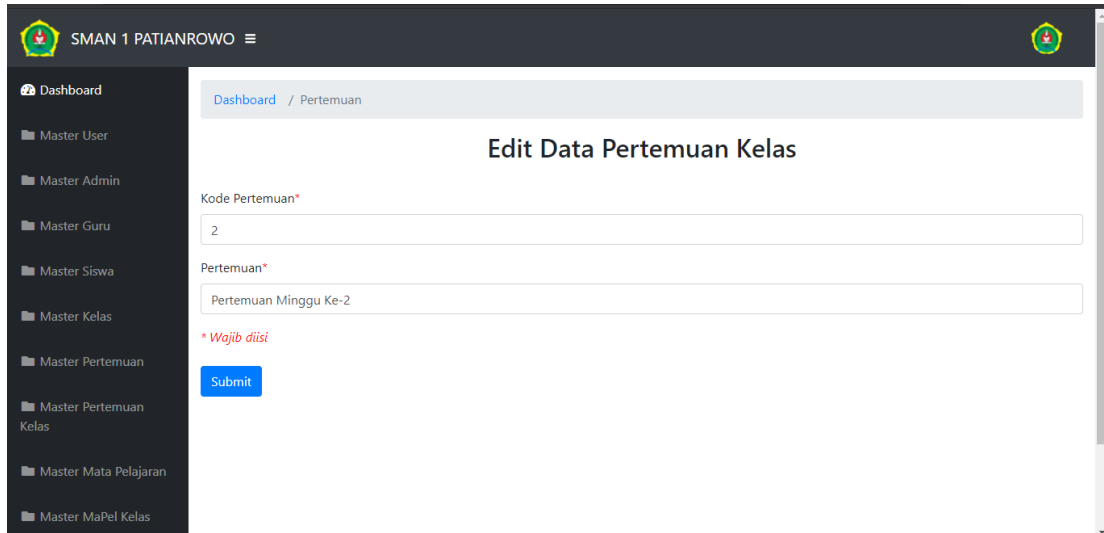 SMAN 1 PATIANROWO
Dashboard
Master User
Master Admin
Master Guru
Master Siswa
Master Kelas
Master Pertemuan
Master Pertemuan
Kelas
Master Mata Pelajaran
Master MaPel Kelas
Dashboard / Pertemuan
Edit Data Pertemuan Kelas
Kode Pertemuan*
2
Pertemuan*
Pertemuan Minggu Ke-2
* Wajib diisi
Submit